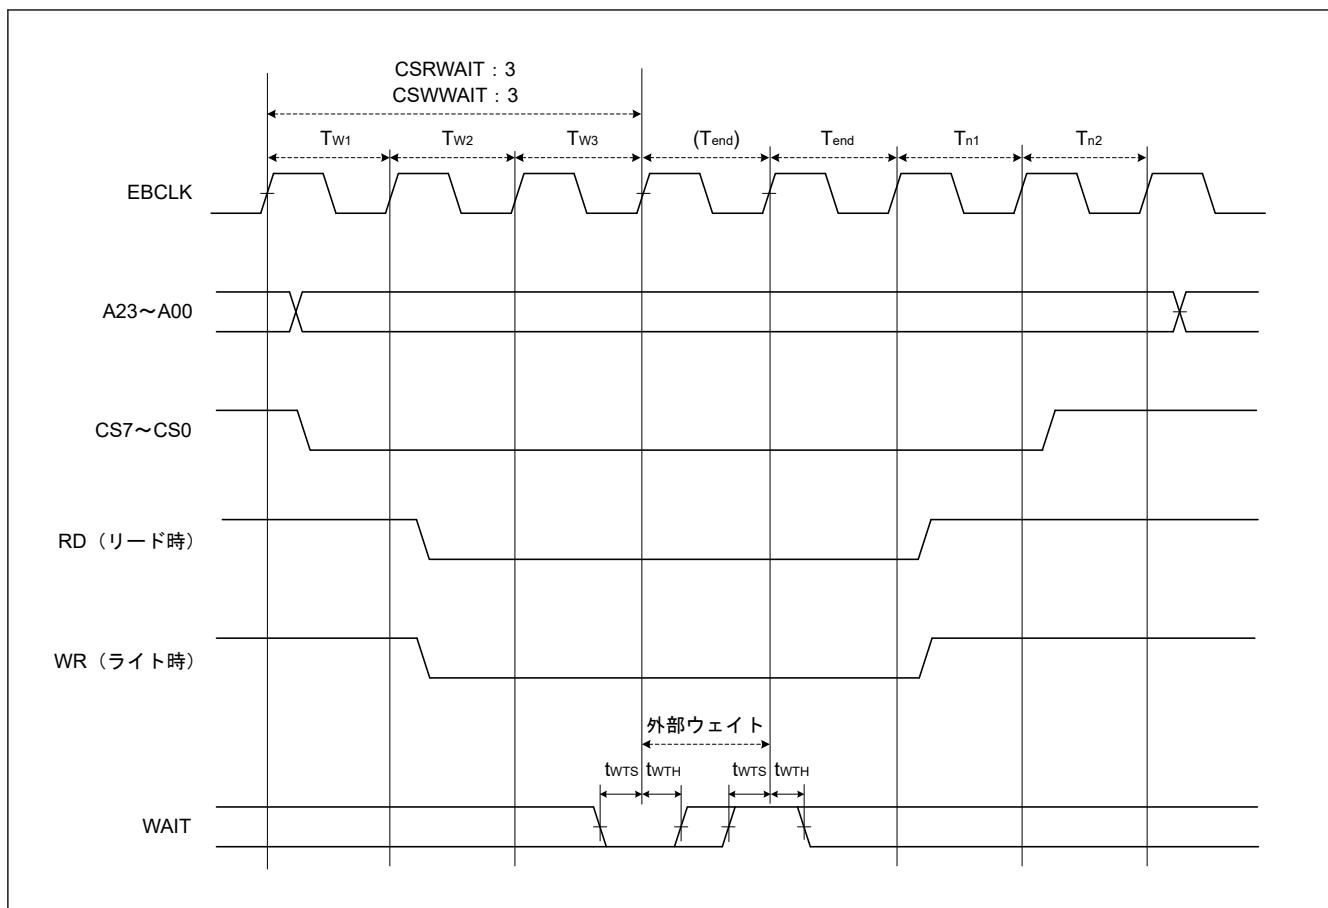 CSRWAIT：3
CSWWAIT：3
TW1 TW2 TW3 (Tend) Tend Tn1 Tn2
EBCLK
A23～A00
CS7～CS0
RD（リード時）
WR（ライト時）
外部ウェイト
tWTS tWTH tWTS tWTH
WAIT